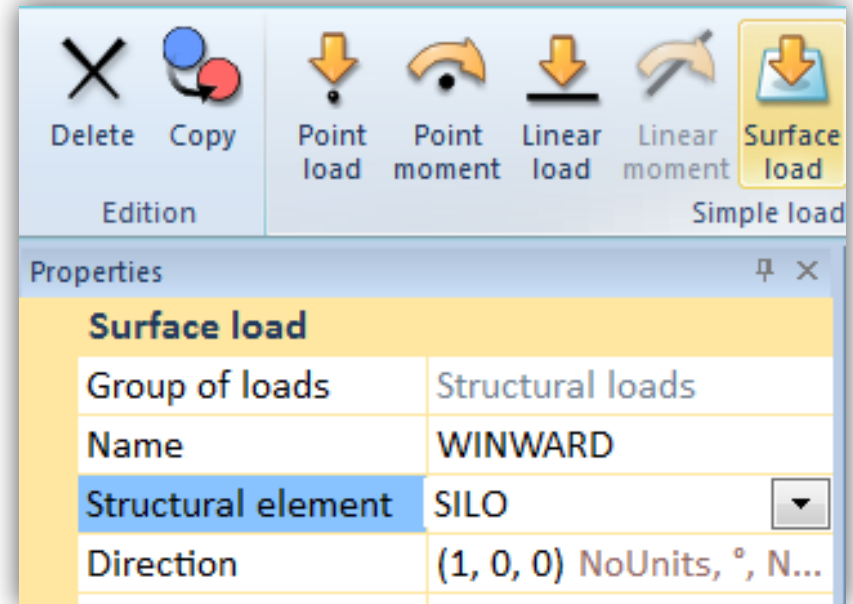 Delete Copy Point load Point moment Linear load Linear moment Surface load
Edition Simple load
Properties
Surface load
Group of loads Structural loads
Name WINWARD
Structural element SILO
Direction (1, 0, 0) NoUnits, °, N...